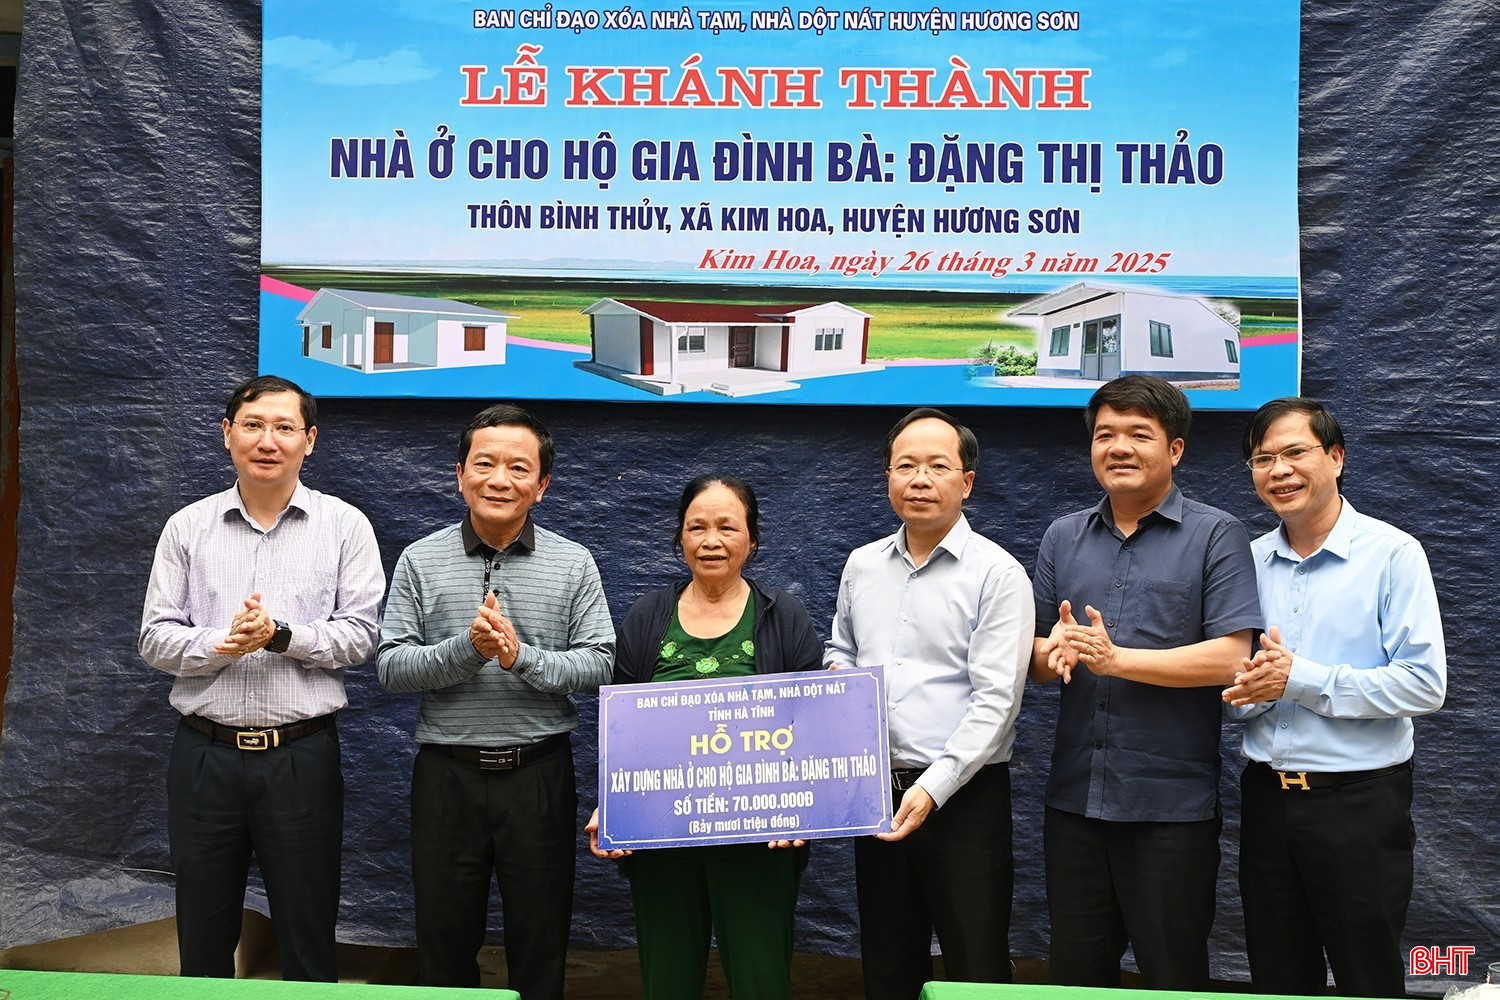 BAN CHỈ ĐẠO XÓA NHÀ TẠM, NHÀ DỘT NÁT HUYỆN HƯƠNG SƠN
LỄ KHÁNH THÀNH
NHÀ Ở CHO HỘ GIA ĐÌNH BÀ: ĐẶNG THỊ THẢO
THÔN BÌNH THỦY, XÃ KIM HOA, HUYỆN HƯƠNG SƠN
Kim Hoa, ngày 26 tháng 3 năm 2025
BAN CHỈ ĐẠO XÓA NHÀ TẠM, NHÀ DỘT NÁT
TỈNH HÀ TĨNH
HỖ TRỢ
XÂY DỰNG NHÀ Ở CHO HỘ GIA ĐÌNH BÀ: ĐẶNG THỊ THẢO
SỐ TIỀN: 70.000.000Đ
(Bảy mươi triệu đồng)
BHT